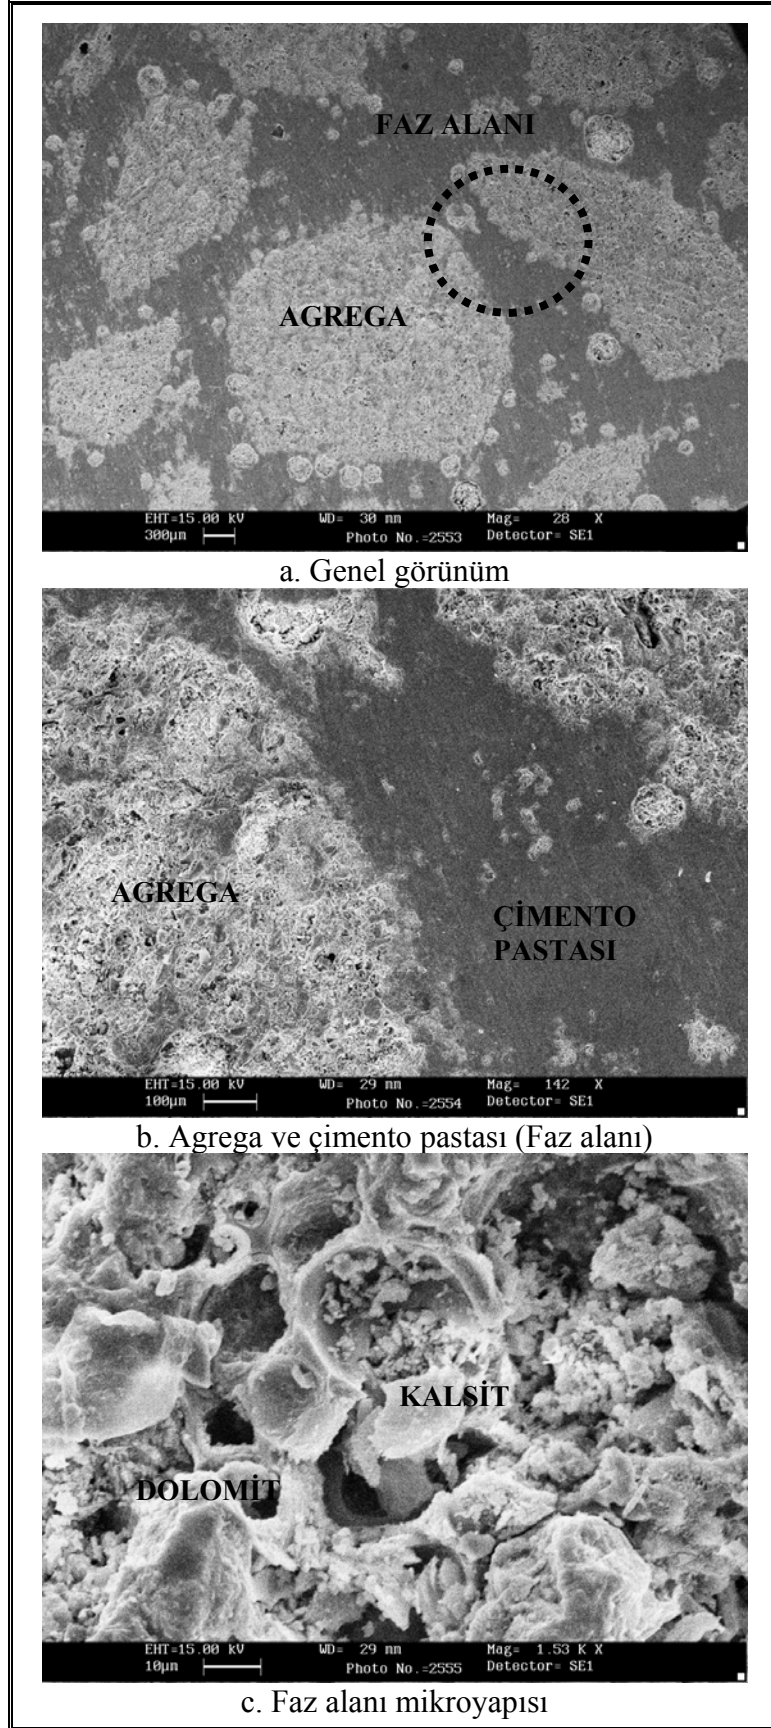 FAZ ALANI
AGREGA
EHT=15.00 kV WD= 30 mm Mag= 28 X
300µm Photo No.=2553 Detector= SE1
a. Genel görünüm
AGREGA
ÇİMENTO
PASTASI
EHT=15.00 kV WD= 29 mm Mag= 142 X
100µm Photo No.=2554 Detector= SE1
b. Agrega ve çimento pastası (Faz alanı)
KALSİT
DOLOMİT
EHT=15.00 kV WD= 29 mm Mag= 1.53 K X
10µm Photo No.=2555 Detector= SE1
c. Faz alanı mikroyapısı